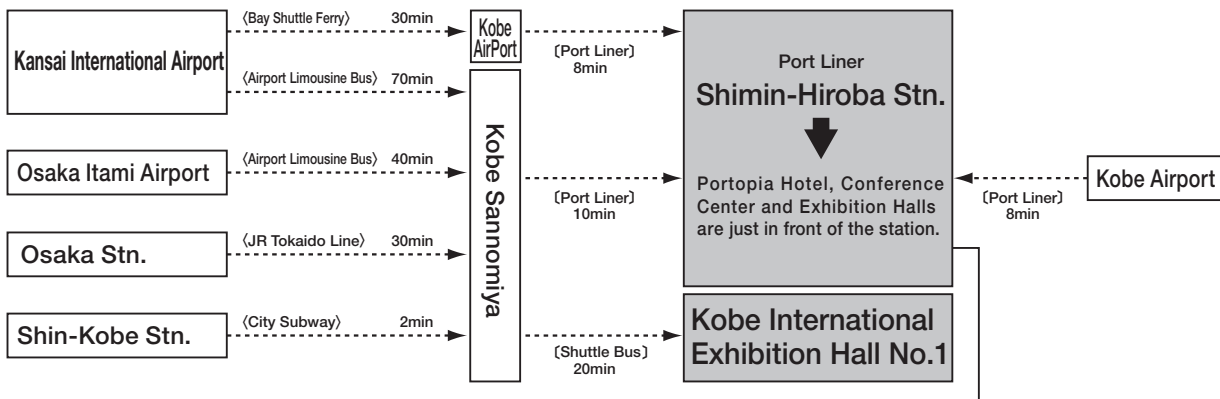 Kansai International Airport
〈Bay Shuttle Ferry〉 30min
〈Airport Limousine Bus〉 70min
Osaka Itami Airport
〈Airport Limousine Bus〉 40min
Osaka Stn.
〈JR Tokaido Line〉 30min
Shin-Kobe Stn.
〈City Subway〉 2min
Kobe
AirPort
Kobe Sannomiya
〔Port Liner〕
8min
〔Port Liner〕
10min
〔Shuttle Bus〕
20min
Port Liner
Shimin-Hiroba Stn.
Portopia Hotel, Conference
Center and Exhibition Halls
are just in front of the station.
Kobe International
Exhibition Hall No.1
〔Port Liner〕
8min
Kobe Airport